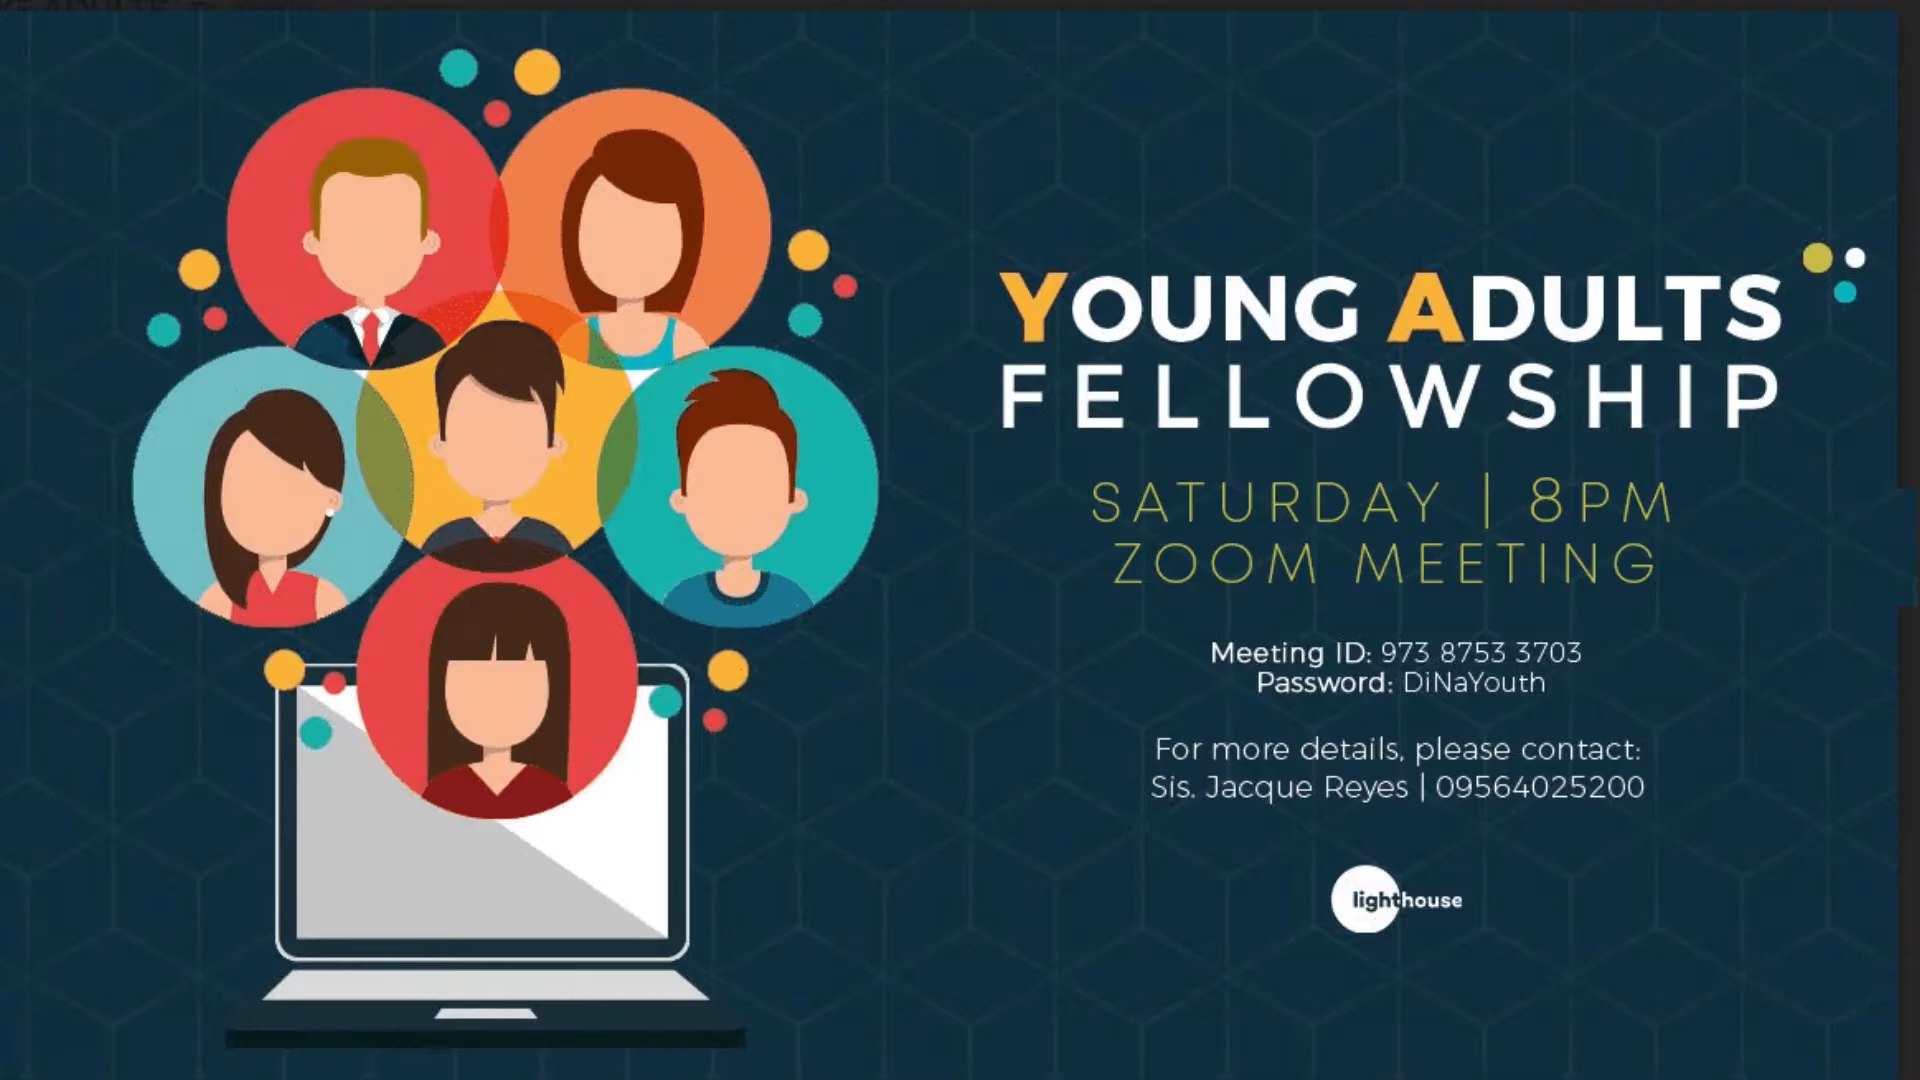 YOUNG ADULTS
FELLOWSHIP
SATURDAY | 8PM
ZOOM MEETING
Meeting ID: 973 8753 3703
Password: DiNaYouth
For more details, please contact:
Sis. Jacque Reyes | 09564025200
lighthouse